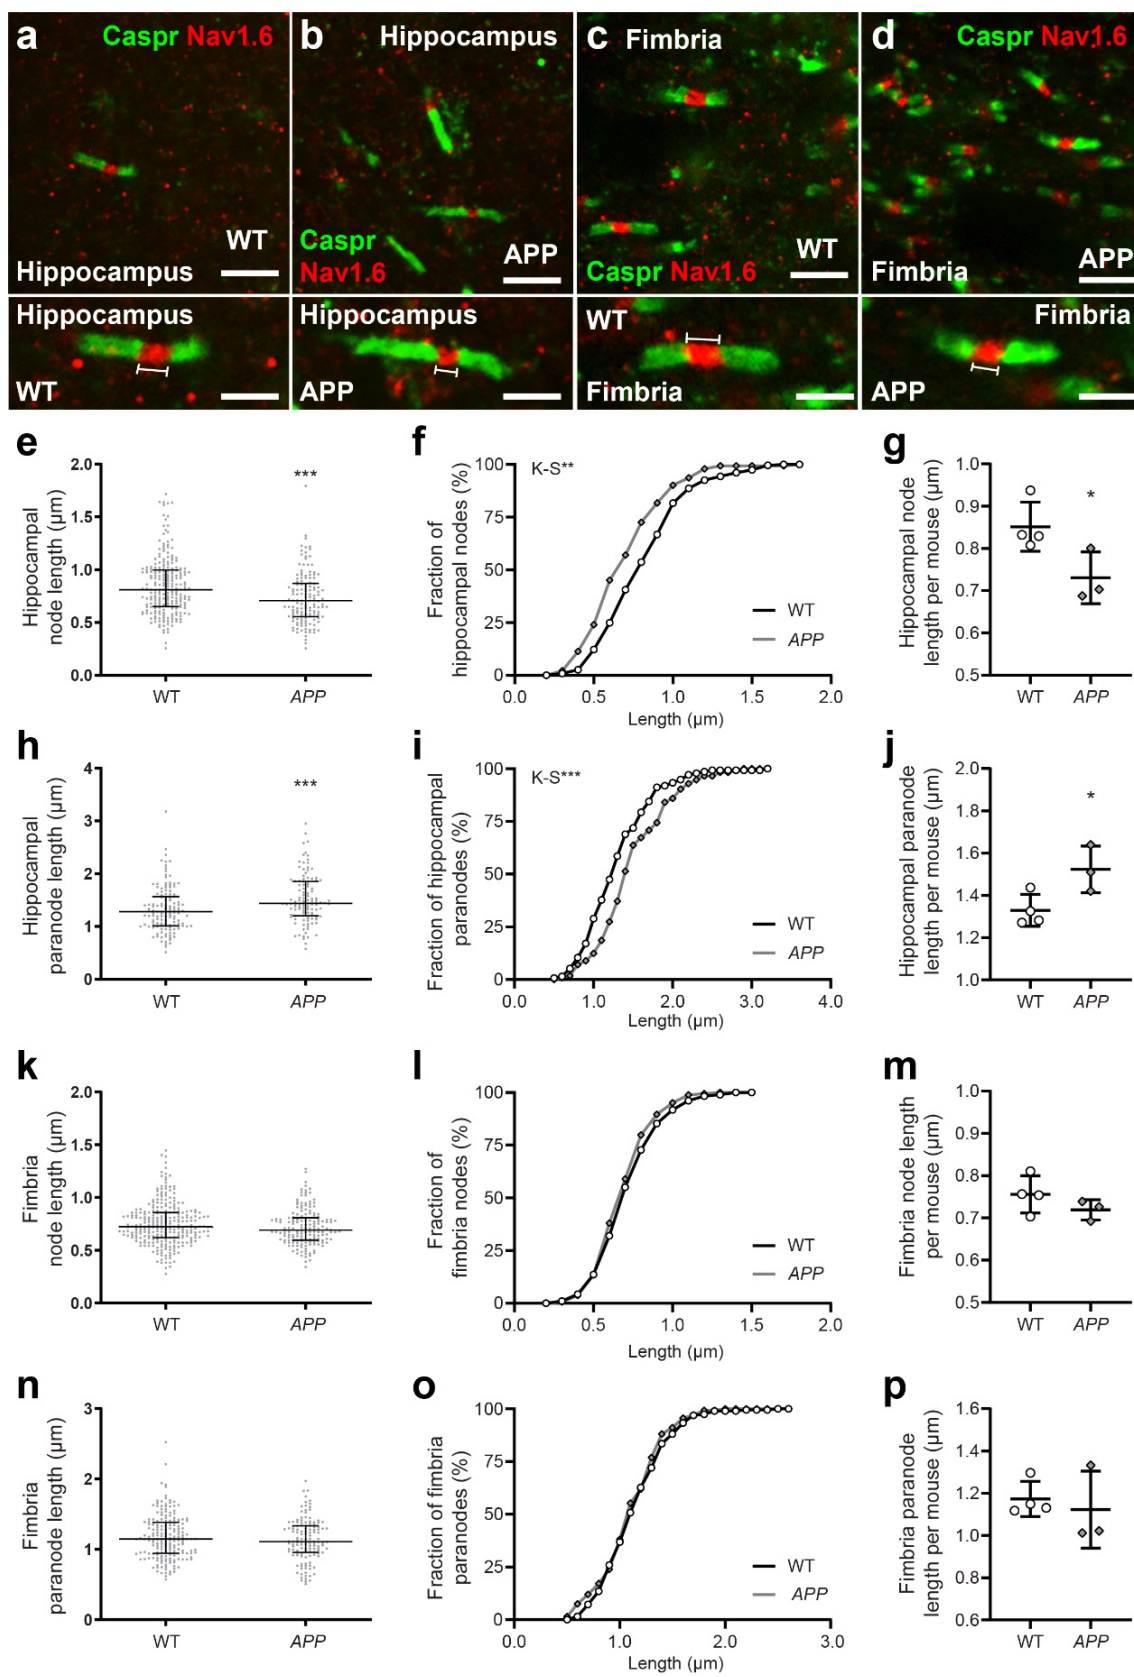 a
Caspr Nav1.6
WT
Hippocampus
Hippocampus
WT
b
Hippocampus
Caspr
Nav1.6
APP
Hippocampus
APP
c
Fimbria
WT
Caspr Nav1.6
WT
Fimbria
d
Caspr Nav1.6
APP
Fimbria
Fimbria
APP
e
Hippocampal
node length (µm)
2.0
1.5
1.0
0.5
0.0
***
WT
APP
f
Fraction of
hippocampal nodes (%)
100
75
50
25
0
K-S**
WT
APP
0.0
0.5
1.0
1.5
2.0
Length (µm)
g
Hippocampal node
length per mouse (µm)
1.0
0.9
0.8
0.7
0.6
0.5
*
WT
APP
h
Hippocampal
paranode length (µm)
4
3
2
1
0
***
WT
APP
i
Fraction of hippocampal
paranodes (%)
100
75
50
25
0
K-S***
WT
APP
0.0
1.0
2.0
3.0
4.0
Length (µm)
j
Hippocampal paranode
length per mouse (µm)
2.0
1.8
1.6
1.4
1.2
1.0
*
WT
APP
k
Fimbria
node length (µm)
2.0
1.5
1.0
0.5
0.0
WT
APP
l
Fraction of
fimbria nodes (%)
100
75
50
25
0
WT
APP
0.0
0.5
1.0
1.5
2.0
Length (µm)
m
Fimbria node length
per mouse (µm)
1.0
0.9
0.8
0.7
0.6
0.5
WT
APP
n
Fimbria
paranode length (µm)
3
2
1
0
WT
APP
o
Fraction of fimbria
paranodes (%)
100
75
50
25
0
WT
APP
0.0
1.0
2.0
3.0
Length (µm)
p
Fimbria paranode
length per mouse (µm)
1.6
1.4
1.2
1.0
0.8
0.6
WT
APP